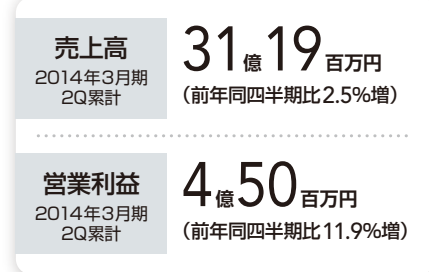 売上高
2014年3月期
2Q累計
31億19百万円
（前年同四半期比2.5%増）
営業利益
2014年3月期
2Q累計
4億50百万円
（前年同四半期比11.9%増）